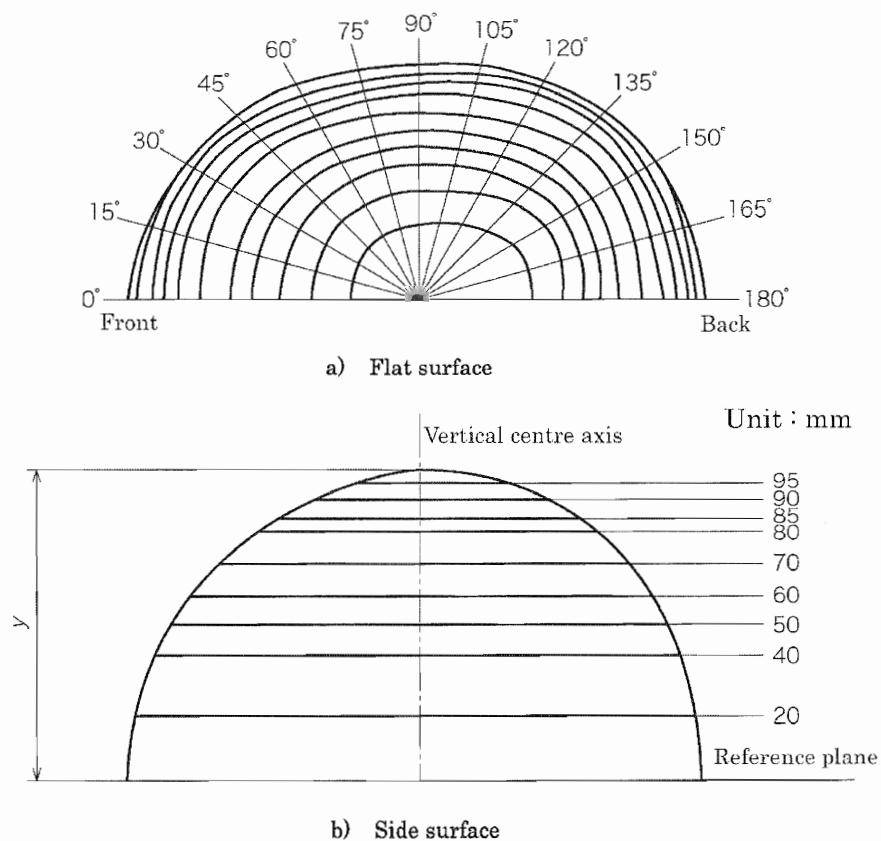 90°
75°
105°
60°
120°
45°
135°
30°
150°
15°
165°
0°
180°
Front
Back
a) Flat surface
Unit : mm
Vertical centre axis
95
90
85
80
70
60
y
50
40
20
Reference plane
b) Side surface